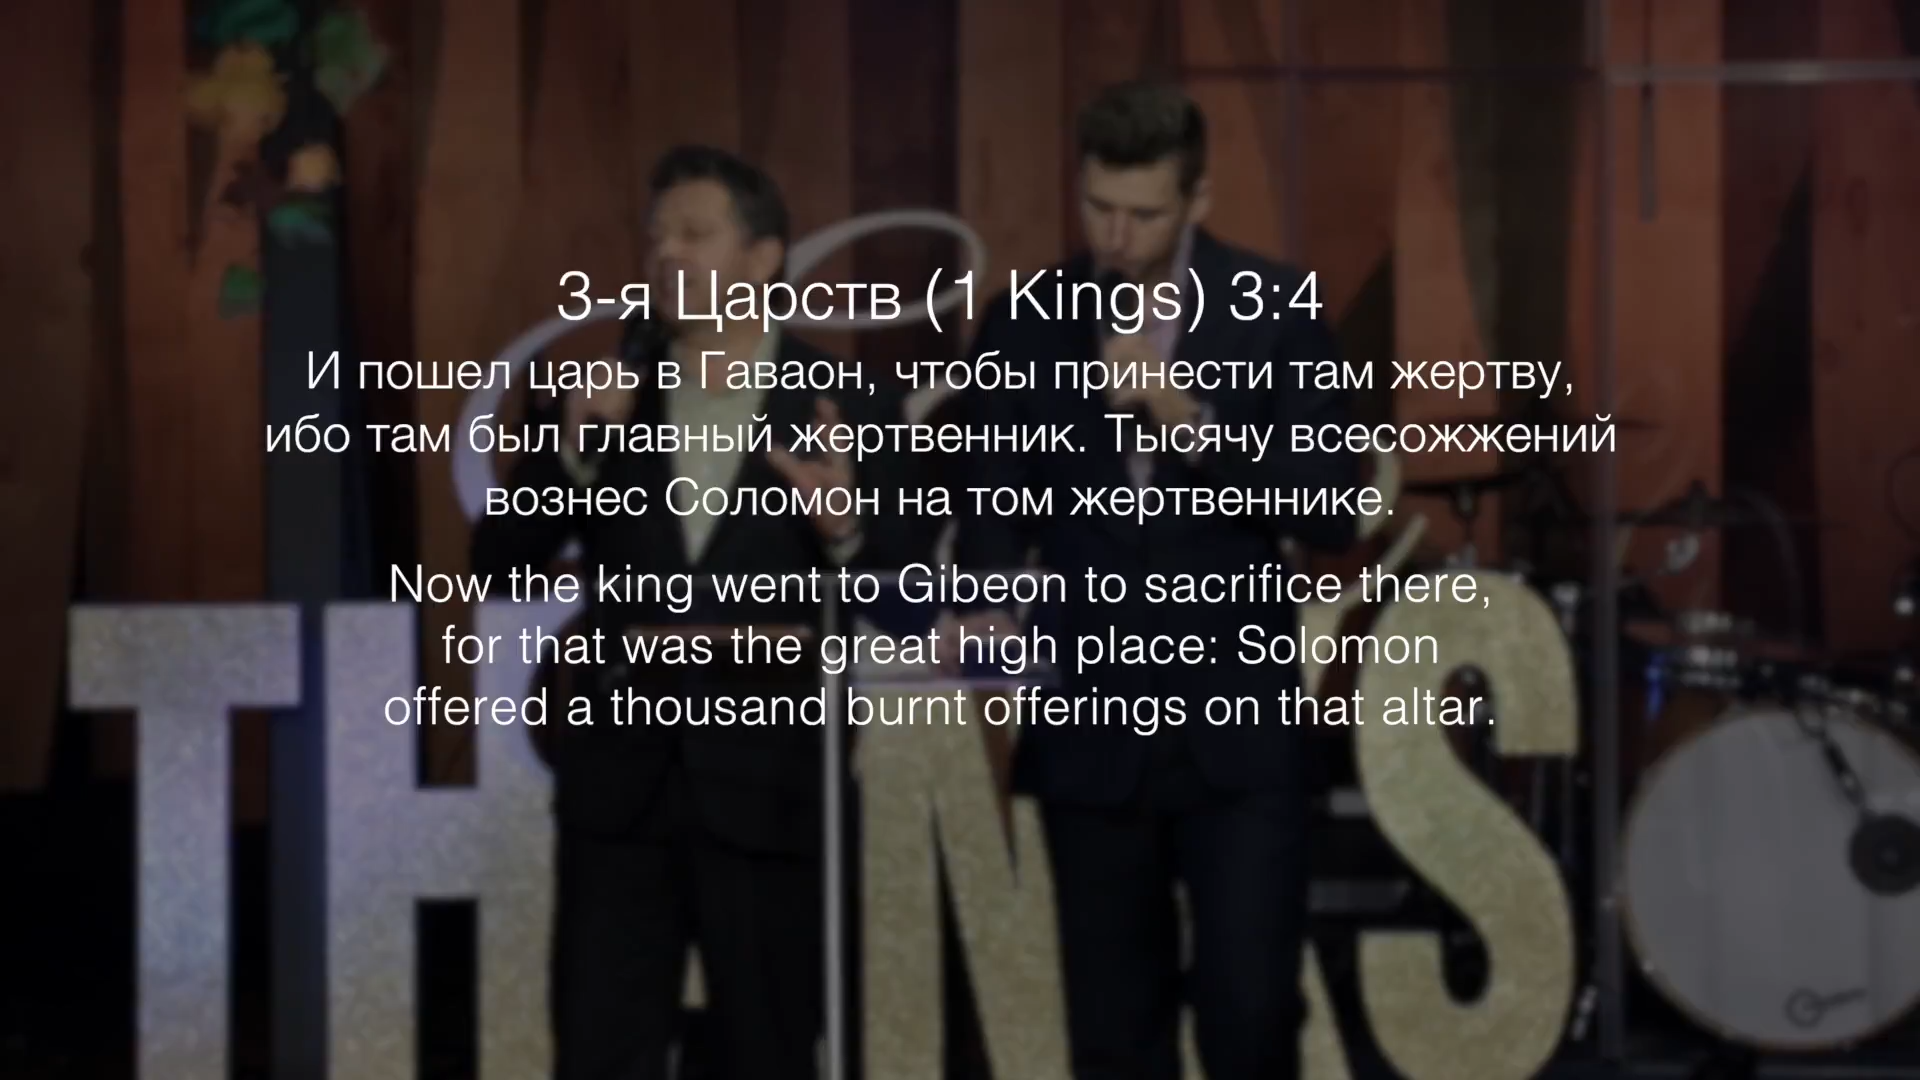 3-я Царств (1 Kings) 3:4
И пошел царь в Гаваон, чтобы принести там жертву,
ибо там был главный жертвенник. Тысячу всесожжений
вознес Соломон на том жертвеннике.
Now the king went to Gibeon to sacrifice there,
for that was the great high place: Solomon
offered a thousand burnt offerings on that altar.